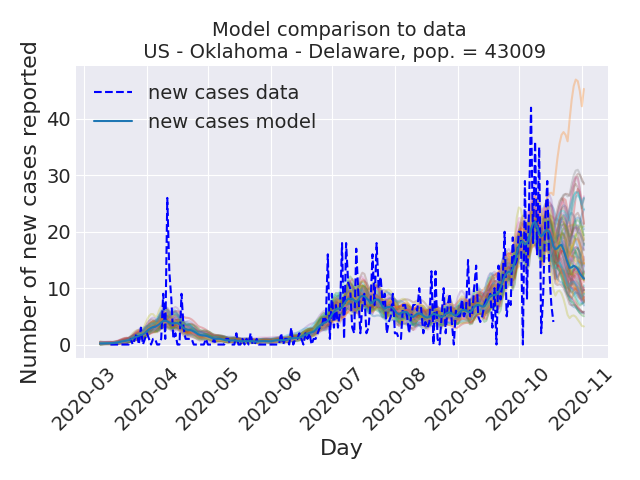 Model comparison to data
US - Oklahoma - Delaware, pop. = 43009
Number of new cases reported
new cases data
new cases model
40
30
20
10
0
2020-03
2020-04
2020-05
2020-06
2020-07
2020-08
2020-09
2020-10
2020-11
Day